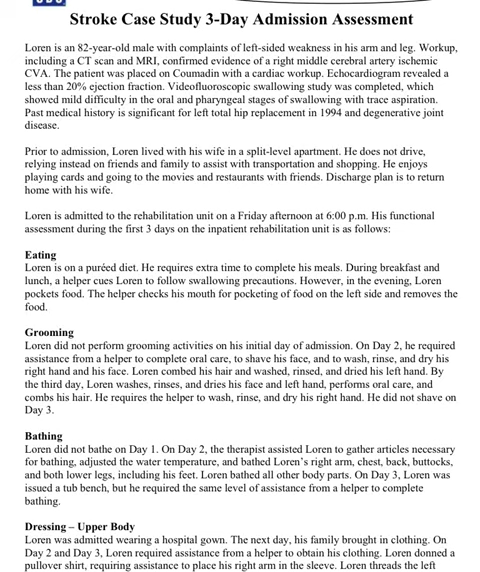 Stroke Case Study 3-Day Admission Assessment
Loren is an 82-year-old male with complaints of left-sided weakness in his arm and leg. Workup,
including a CT scan and MRI, confirmed evidence of a right middle cerebral artery ischemic
CVA. The patient was placed on Coumadin with a cardiac workup. Echocardiogram revealed a
less than 20% ejection fraction. Videofluoroscopic swallowing study was completed, which
showed mild difficulty in the oral and pharyngeal stages of swallowing with trace aspiration.
Past medical history is significant for left total hip replacement in 1994 and degenerative joint
disease.
Prior to admission, Loren lived with his wife in a split-level apartment. He does not drive,
relying instead on friends and family to assist with transportation and shopping. He enjoys
playing cards and going to the movies and restaurants with friends. Discharge plan is to return
home with his wife.
Loren is admitted to the rehabilitation unit on a Friday afternoon at 6:00 p.m. His functional
assessment during the first 3 days on the inpatient rehabilitation unit is as follows:
Eating
Loren is on a puréed diet. He requires extra time to complete his meals. During breakfast and
lunch, a helper cues Loren to follow swallowing precautions. However, in the evening, Loren
pockets food. The helper checks his mouth for pocketing of food on the left side and removes the
food.
Grooming
Loren did not perform grooming activities on his initial day of admission. On Day 2, he required
assistance from a helper to complete oral care, to shave his face, and to wash, rinse, and dry his
right hand and his face. Loren combed his hair and washed, rinsed, and dried his left hand. By
the third day, Loren washes, rinses, and dries his face and left hand, performs oral care, and
combs his hair. He requires the helper to wash, rinse, and dry his right hand. He did not shave on
Day 3.
Bathing
Loren did not bathe on Day 1. On Day 2, the therapist assisted Loren to gather articles necessary
for bathing, adjusted the water temperature, and bathed Loren's right arm, chest, back, buttocks,
and both lower legs, including his feet. Loren bathed all other body parts. On Day 3, Loren was
issued a tub bench, but he required the same level of assistance from a helper to complete
bathing.
Dressing – Upper Body
Loren was admitted wearing a hospital gown. The next day, his family brought in clothing. On
Day 2 and Day 3, Loren required assistance from a helper to obtain his clothing. Loren donned a
pullover shirt, requiring assistance to place his right arm in the sleeve. Loren threads the left